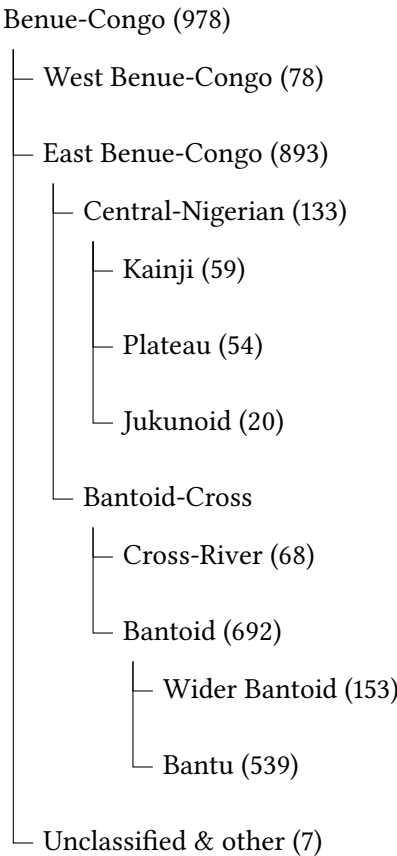 Benue-Congo (978)
West Benue-Congo (78)
East Benue-Congo (893)
Central-Nigerian (133)
Kainji (59)
Plateau (54)
Jukunoid (20)
Bantoid-Cross
Cross-River (68)
Bantoid (692)
Wider Bantoid (153)
Bantu (539)
Unclassified & other (7)